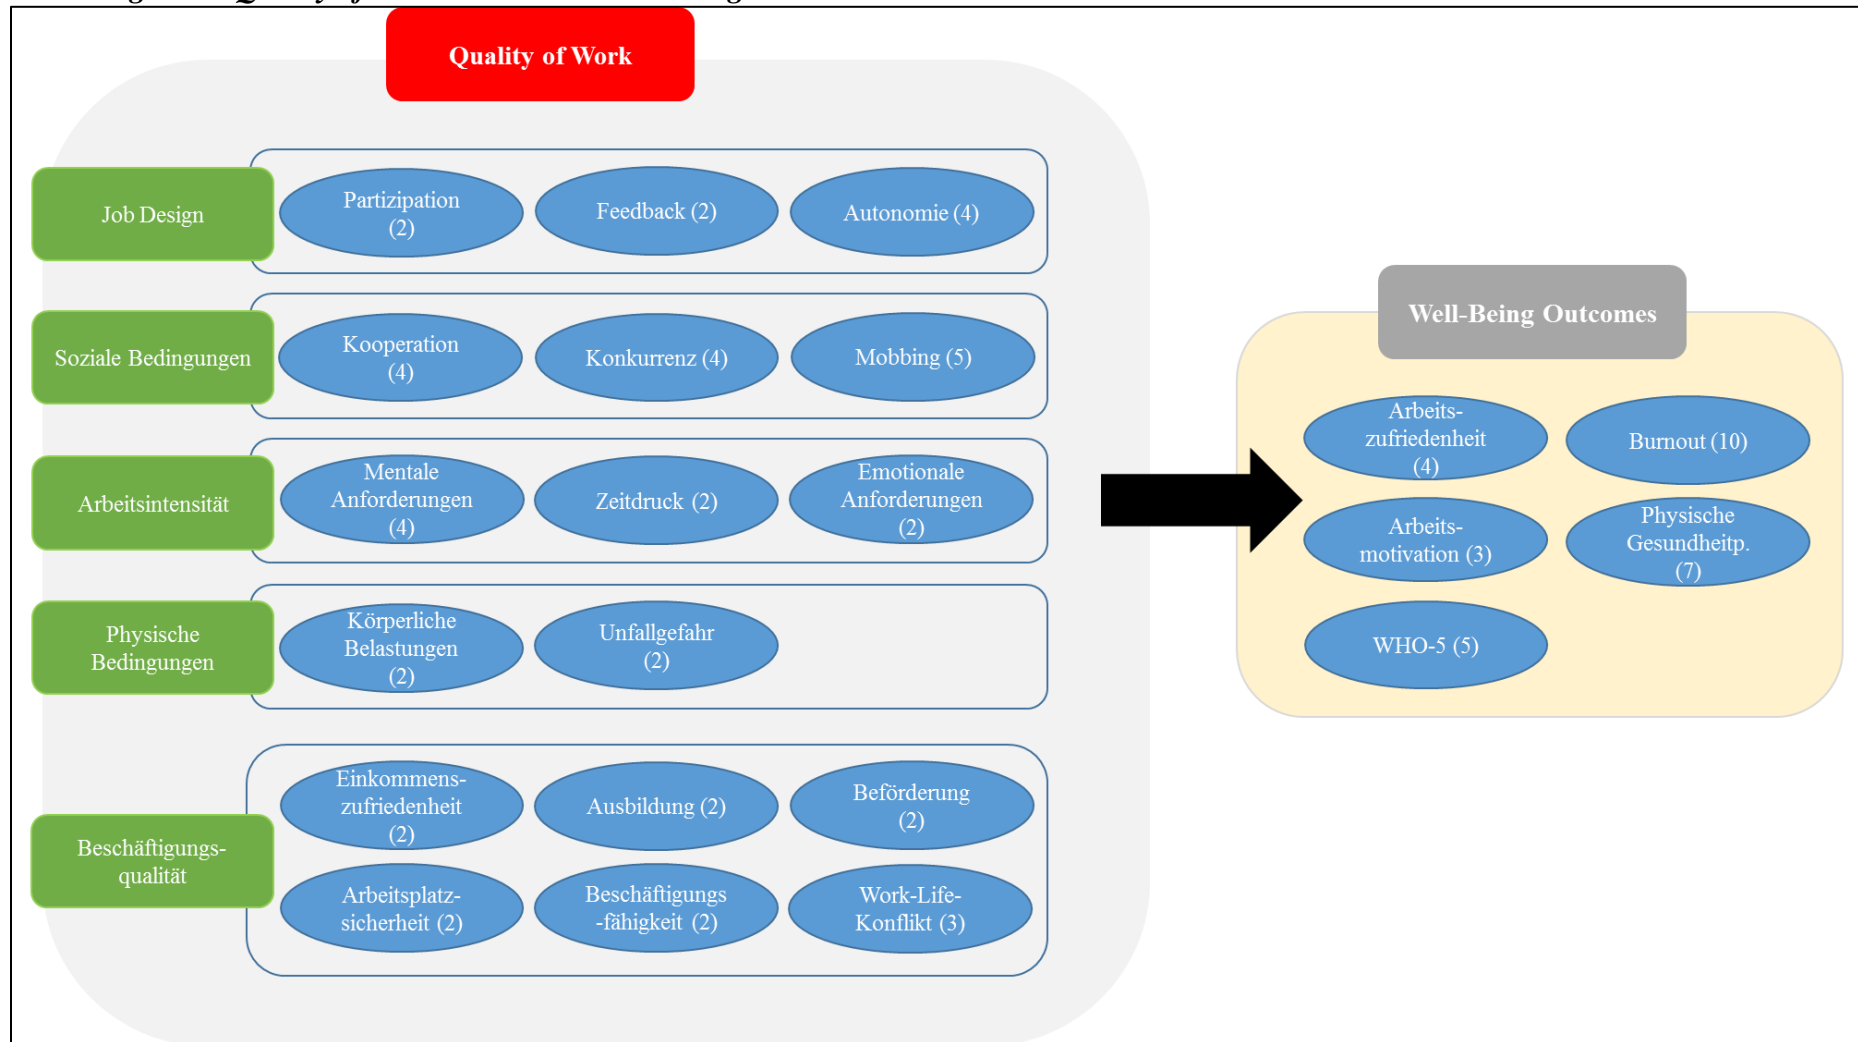 Quality of Work
Job Design
Partizipation
(2)
Feedback (2)
Autonomie (4)
Soziale Bedingungen
Kooperation
(4)
Konkurrenz (4)
Mobbing (5)
Arbeitsintensität
Mentale
Anforderungen
(4)
Zeitdruck (2)
Emotionale
Anforderungen
(2)
Physische
Bedingungen
Körperliche
Belastungen
(2)
Unfallgefahr
(2)
Beschäftigungs-
qualität
Einkommens-
zufriedenheit
(2)
Ausbildung (2)
Beförderung
(2)
Arbeitsplatz-
sicherheit (2)
Beschäftigungs
-fähigkeit (2)
Work-Life-
Konflikt (3)
Well-Being Outcomes
Arbeits-
zufriedenheit
(4)
Burnout (10)
Arbeits-
motivation (3)
Physische
Gesundheitp.
(7)
WHO-5 (5)